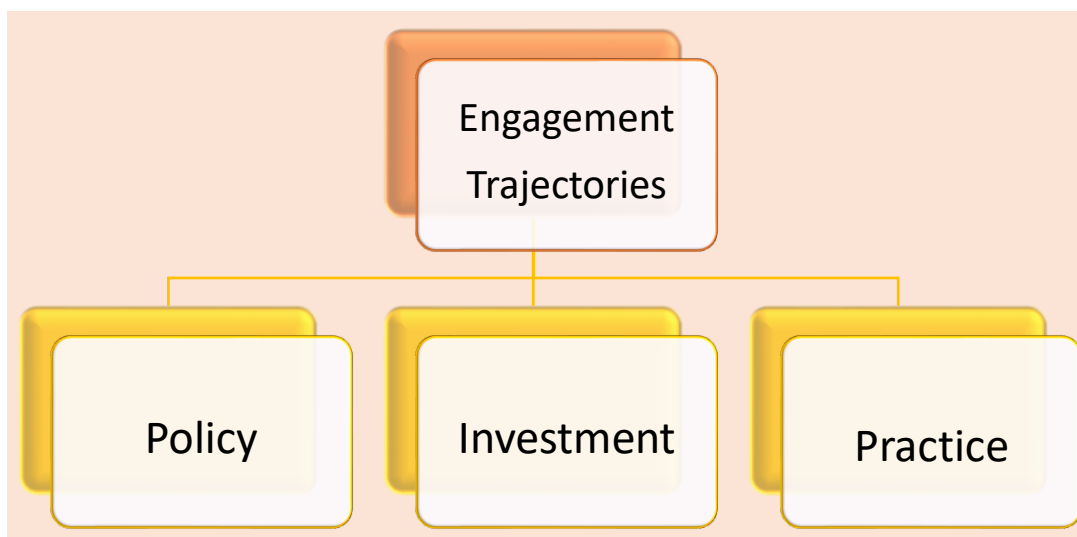 Engagement
Trajectories
Policy
Investment
Practice